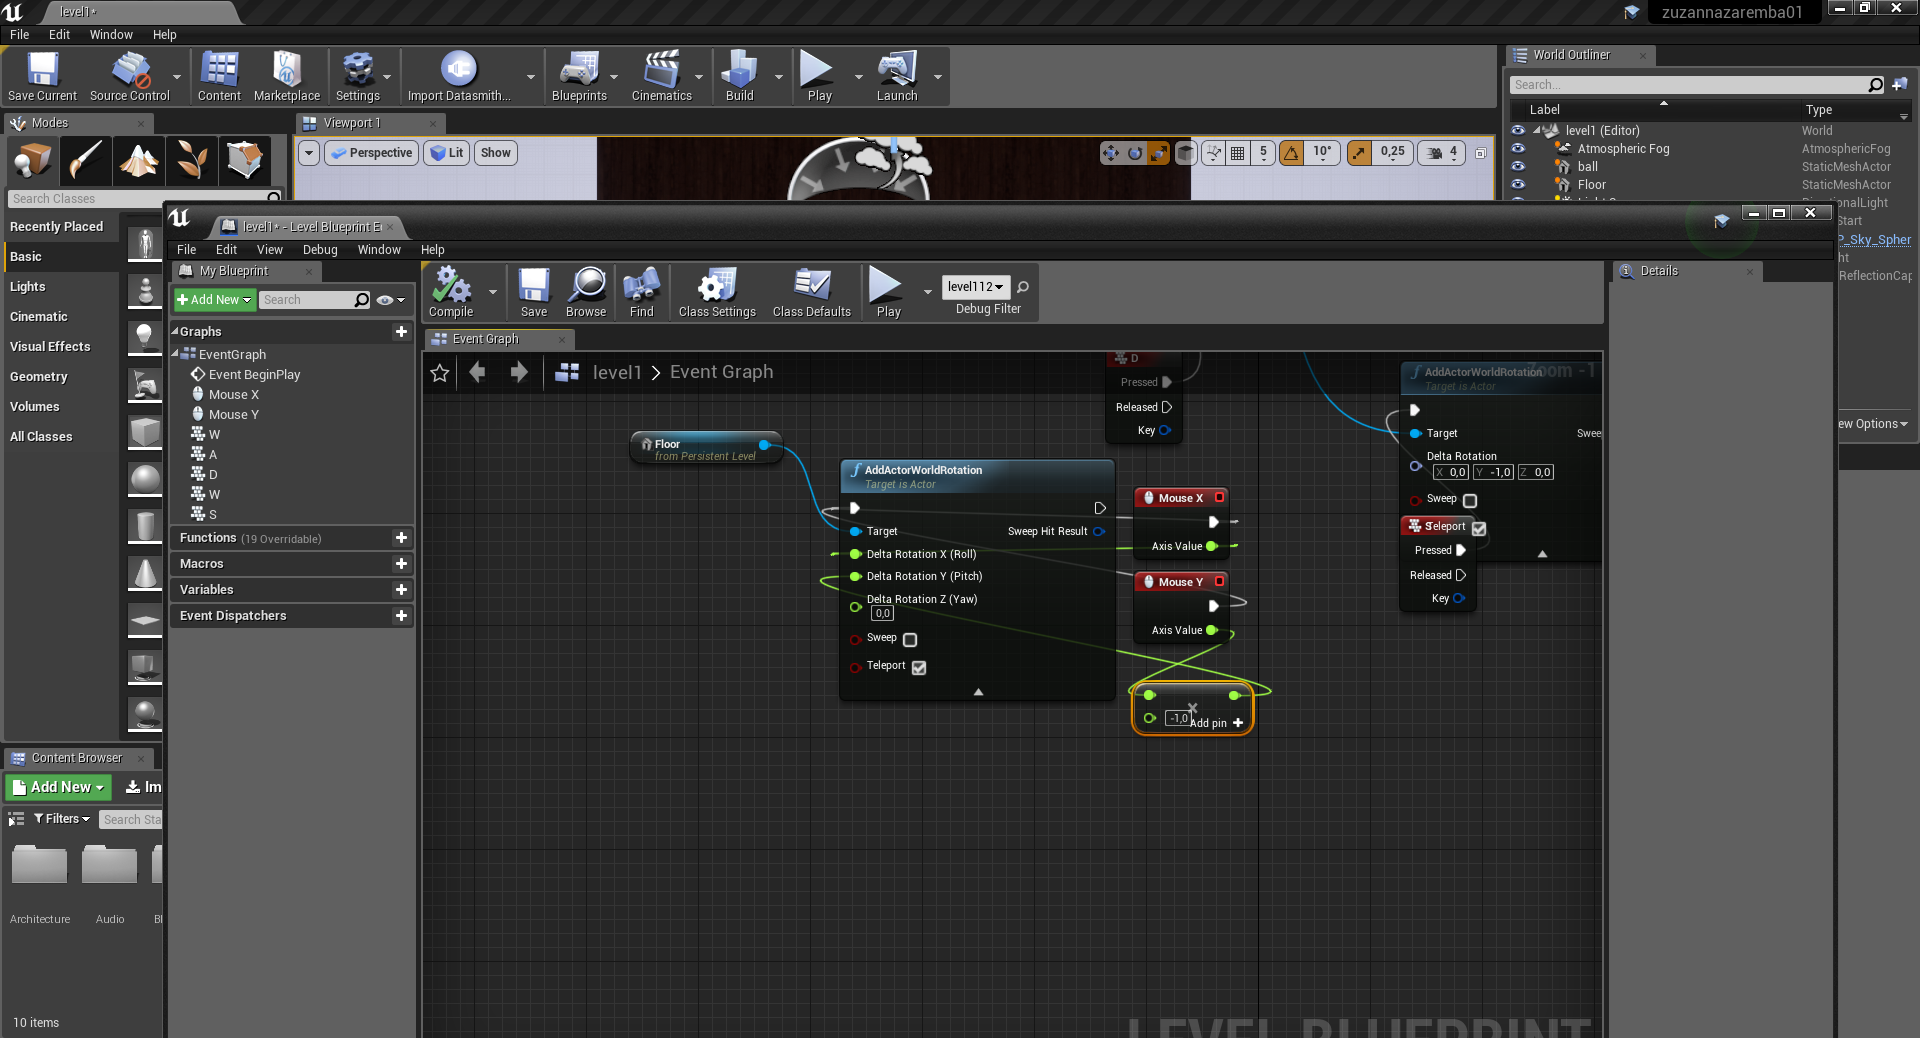 level1*
zuzannazaremba01
File Edit Window Help
Save Current
Source Control
Content
Marketplace
Settings
Import Datasmith...
Blueprints
Cinematics
Build
Play
Launch
World Outliner
Search...
Label
Type
level1 (Editor) World
Atmospheric Fog AtmosphericFog
ball StaticMeshActor
Floor StaticMeshActor
onalLight
Start
P_Sky_Spher
ht
ReflectionCap
ew Options
Modes
Search Classes
Recently Placed
Basic
Lights
Cinematic
Visual Effects
Geometry
Volumes
All Classes
Viewport 1
Perspective
Lit
Show
5
10°
0,25
4
level1* - Level Blueprint E
File Edit View Debug Window Help
My Blueprint
Add New
Search
Graphs
EventGraph
Event BeginPlay
Mouse X
Mouse Y
W
A
D
W
S
Functions (19 Overridable)
Macros
Variables
Event Dispatchers
Compile
Save
Browse
Find
Class Settings
Class Defaults
Play
level112
Debug Filter
Details
Event Graph
level1 > Event Graph
Zoom -1
D
Pressed
Released
Key
Floor
from Persistent Level
AddActorWorldRotation
Target is Actor
Target
Sweep Hit Result
Delta Rotation X (Roll)
Delta Rotation Y (Pitch)
Delta Rotation Z (Yaw)
0,0
Sweep
Teleport
Mouse X
Axis Value
Mouse Y
Axis Value
-1,0
Add pin
AddActorWorldRotation
Target is Actor
Target
Swee
Delta Rotation
X 0,0 Y -1,0 Z 0,0
Sweep
S
Teleport
Pressed
Released
Key
LEVEL BLUEPRINT
Content Browser
Add New
Im
Filters
Search Sta
Architecture
Audio
Bl
10 items